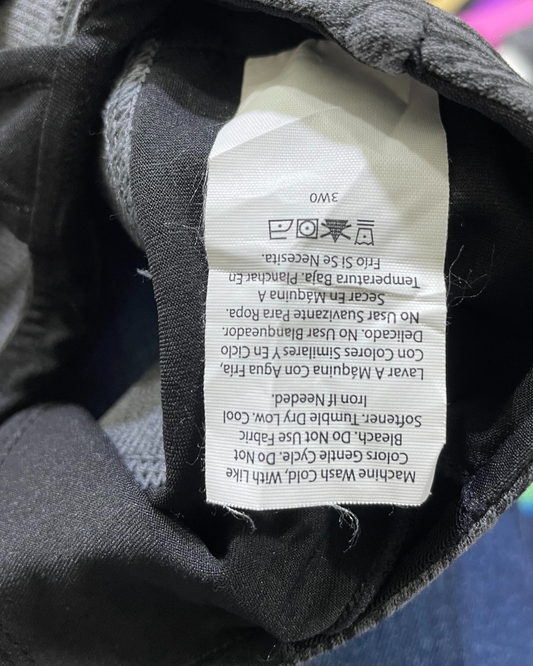 Machine Wash Cold, With Like
Colors Gentle Cycle. Do Not
Bleach. Do Not Use Fabric
Softener. Tumble Dry Low. Cool
Iron If Needed.
Lavar A Máquina Con Agua Fría,
Con Colores Similares Y En Ciclo
Delicado. No Usar Blanqueador.
No Usar Suavizante Para Ropa.
Secar En Máquina A
Temperatura Baja. Planchar En
Frío Si Se Necesita.
3W0